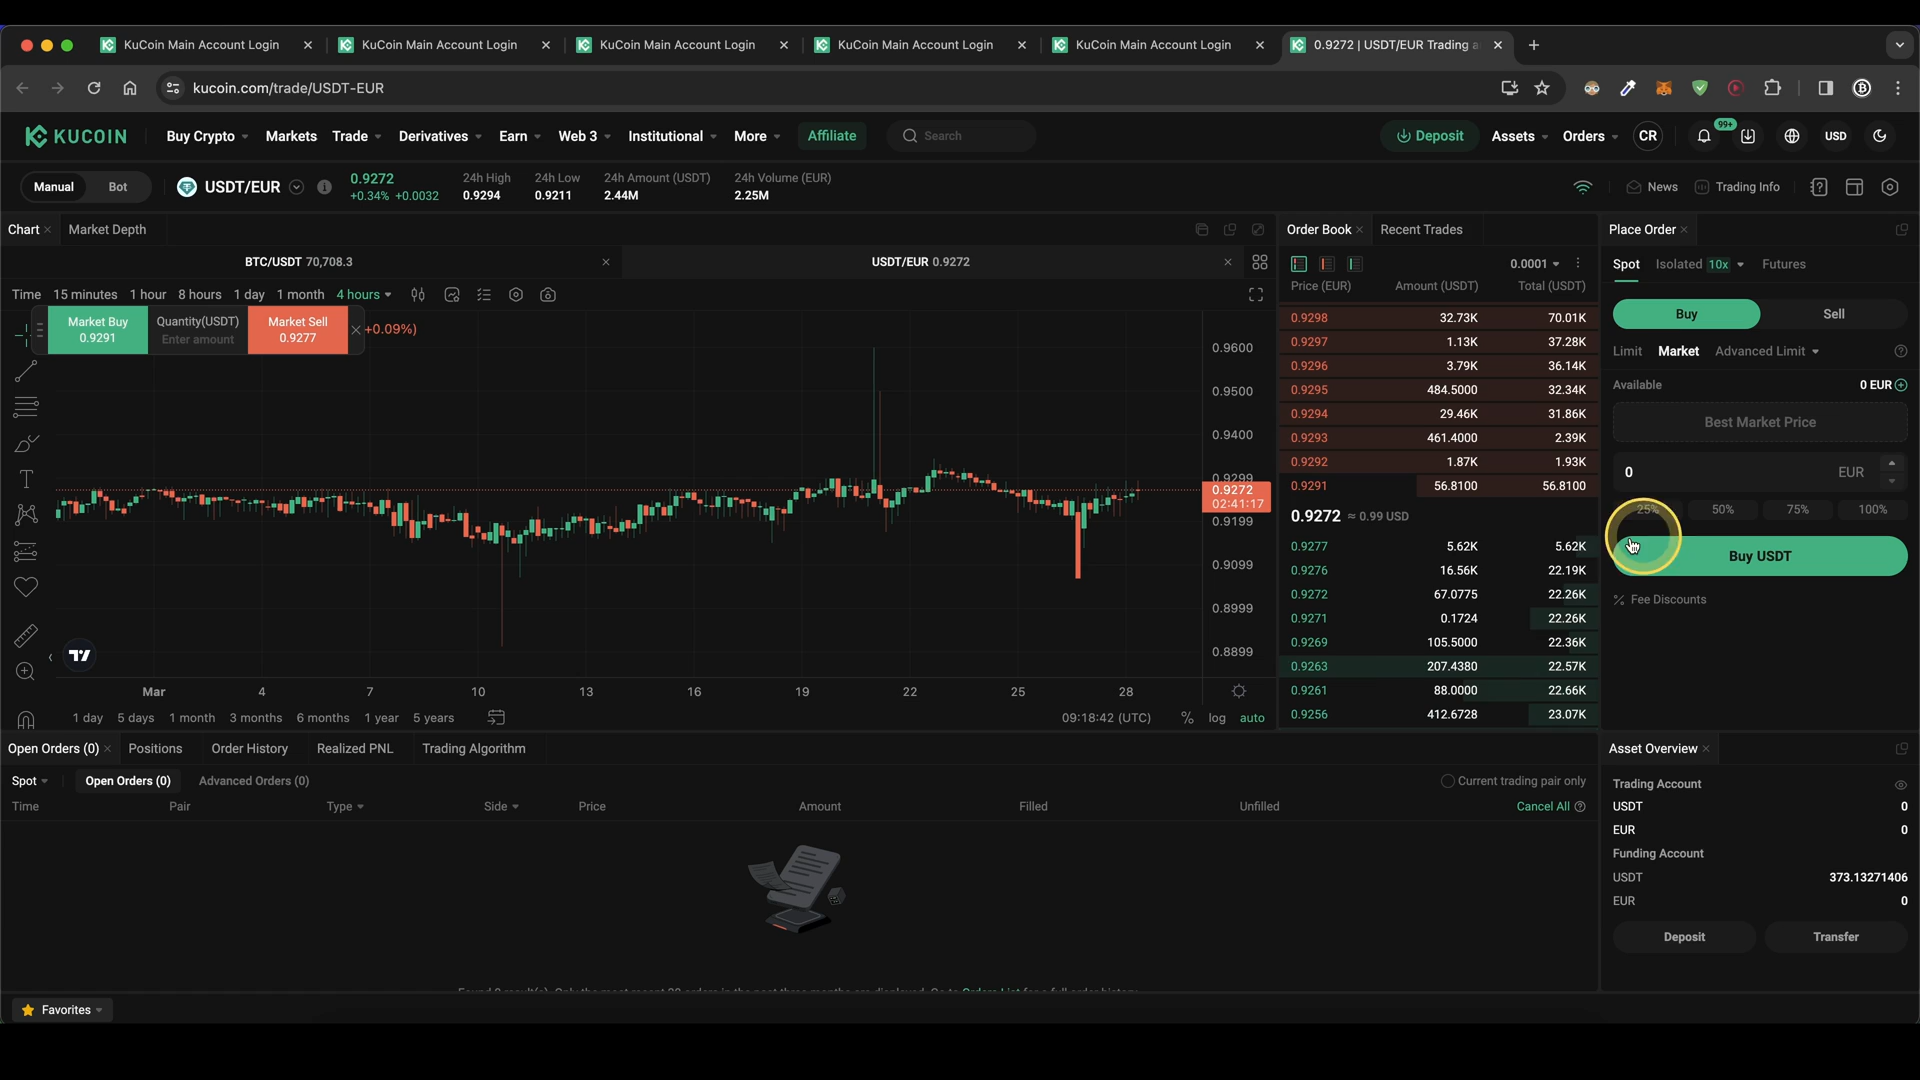 KuCoin Main Account Login
KuCoin Main Account Login
KuCoin Main Account Login
KuCoin Main Account Login
KuCoin Main Account Login
0.9272 | USDT/EUR Trading a
kucoin.com/trade/USDT-EUR
KUCOIN
Buy Crypto Markets Trade Derivatives Earn Web 3 Institutional More Affiliate Search Deposit Assets Orders CR 99+ USD
Manual Bot
USDT/EUR
0.9272
+0.34% +0.0032
24h High
0.9294
24h Low
0.9211
24h Amount (USDT)
2.44M
24h Volume (EUR)
2.25M
News Trading Info
Chart Market Depth
BTC/USDT 70,708.3
USDT/EUR 0.9272
Time 15 minutes 1 hour 8 hours 1 day 1 month 4 hours
Market Buy
0.9291
Quantity(USDT)
Enter amount
Market Sell
0.9277
+0.09%)
0.9600
0.9500
0.9400
0.9299
0.9272
02:41:17
0.9199
0.9099
0.8999
0.8899
Mar 4 7 10 13 16 19 22 25 28
1 day 5 days 1 month 3 months 6 months 1 year 5 years
09:18:42 (UTC) % log auto
Order Book Recent Trades
0.0001
Price (EUR) Amount (USDT) Total (USDT)
0.9298 32.73K 70.01K
0.9297 1.13K 37.28K
0.9296 3.79K 36.14K
0.9295 484.5000 32.34K
0.9294 29.46K 31.86K
0.9293 461.4000 2.39K
0.9292 1.87K 1.93K
0.9291 56.8100 56.8100
0.9272 ≈ 0.99 USD
0.9277 5.62K 5.62K
0.9276 16.56K 22.19K
0.9272 67.0775 22.26K
0.9271 0.1724 22.26K
0.9269 105.5000 22.36K
0.9263 207.4380 22.57K
0.9261 88.0000 22.66K
0.9256 412.6728 23.07K
Place Order
Spot Isolated 10x Futures
Buy Sell
Limit Market Advanced Limit
Available 0 EUR
Best Market Price
0 EUR
25% 50% 75% 100%
Buy USDT
% Fee Discounts
Open Orders (0) Positions Order History Realized PNL Trading Algorithm
Spot Open Orders (0) Advanced Orders (0) Current trading pair only
Time Pair Type Side Price Amount Filled Unfilled Cancel All
Asset Overview
Trading Account
USDT 0
EUR 0
Funding Account
USDT 373.13271406
EUR 0
Deposit Transfer
Favorites